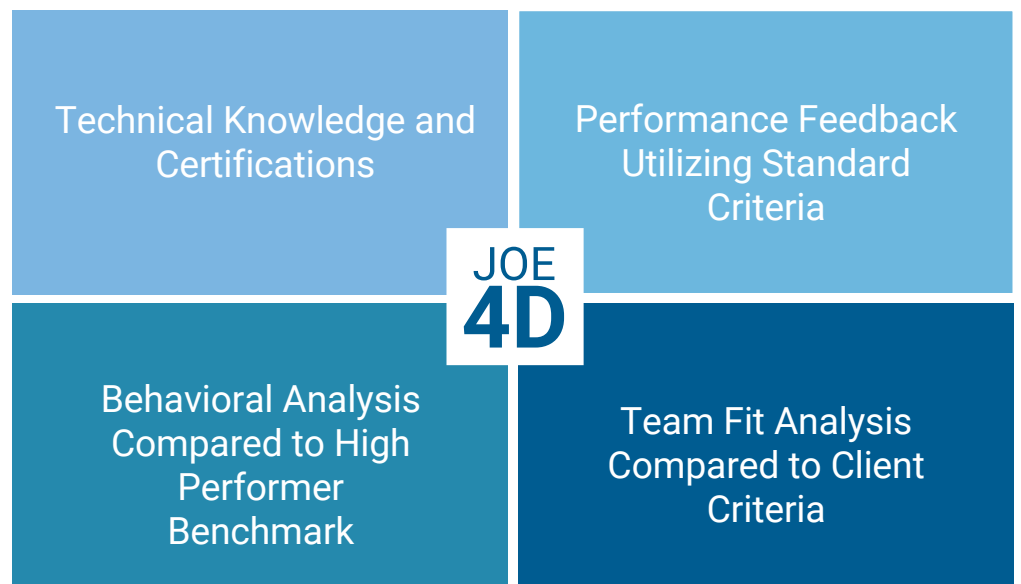 Technical Knowledge and
Certifications
Performance Feedback
Utilizing Standard
Criteria
JOE
4D
Behavioral Analysis
Compared to High
Performer
Benchmark
Team Fit Analysis
Compared to Client
Criteria